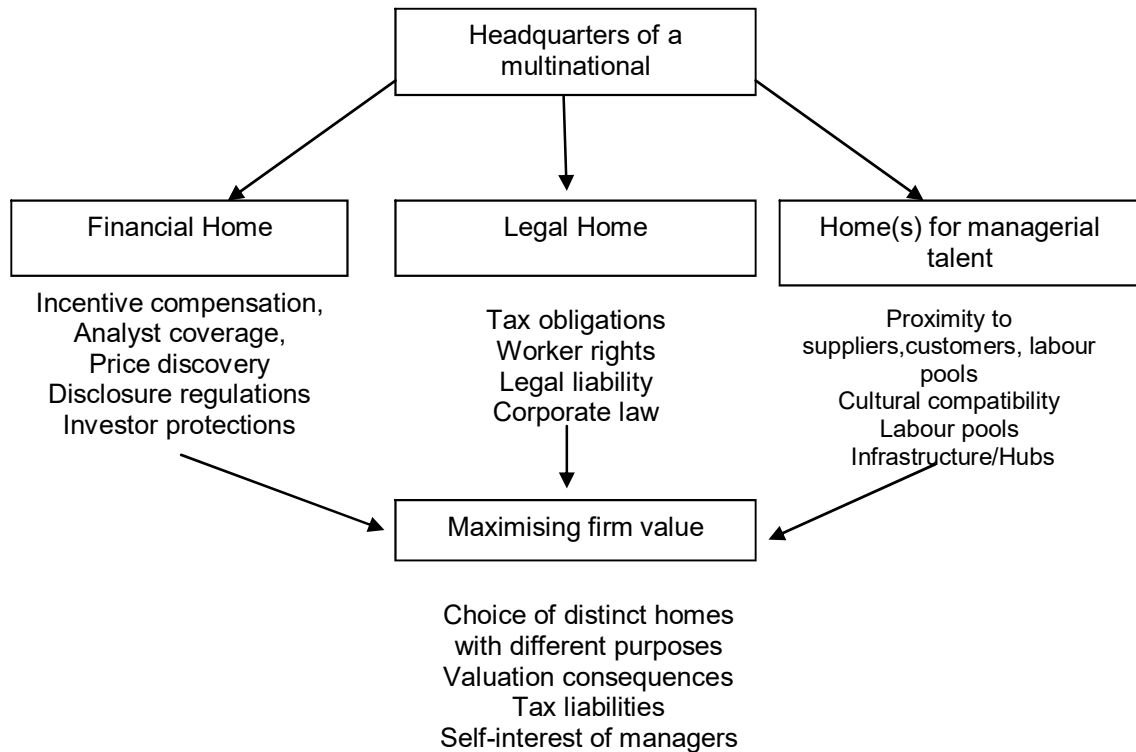 Headquarters of a
multinational
Financial Home
Legal Home
Home(s) for managerial
talent
Incentive compensation,
Analyst coverage,
Price discovery
Disclosure regulations
Investor protections
Tax obligations
Worker rights
Legal liability
Corporate law
Proximity to
suppliers,customers, labour
pools
Cultural compatibility
Labour pools
Infrastructure/Hubs
Maximising firm value
Choice of distinct homes
with different purposes
Valuation consequences
Tax liabilities
Self-interest of managers